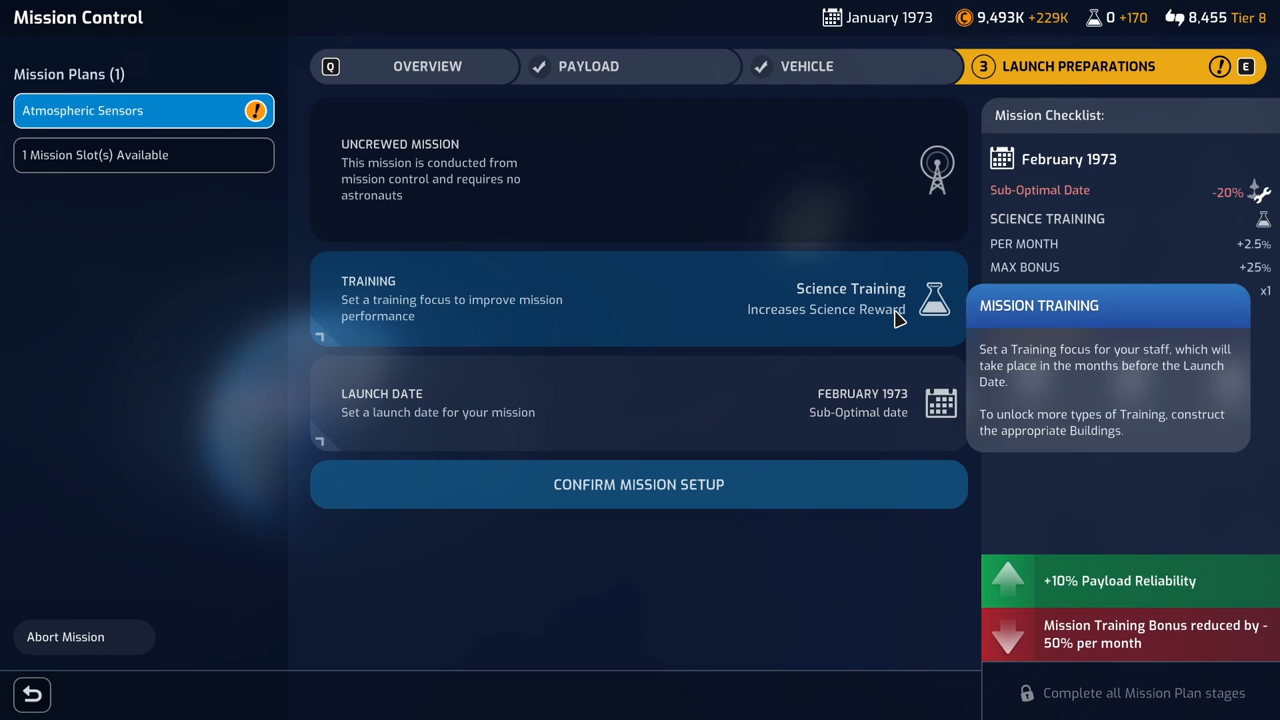 Mission Control
January 1973
9,493K +229K
0 +170
8,455 Tier 8
Mission Plans (1)
Atmospheric Sensors
1 Mission Slot(s) Available
Abort Mission
Q
OVERVIEW
PAYLOAD
VEHICLE
3
LAUNCH PREPARATIONS
E
UNCREWED MISSION
This mission is conducted from
mission control and requires no
astronauts
TRAINING
Set a training focus to improve mission
performance
Science Training
Increases Science Reward
LAUNCH DATE
Set a launch date for your mission
FEBRUARY 1973
Sub-Optimal date
CONFIRM MISSION SETUP
Mission Checklist:
February 1973
Sub-Optimal Date
-20%
SCIENCE TRAINING
PER MONTH
+2.5%
MAX BONUS
+25%
x1
MISSION TRAINING
Set a Training focus for your staff, which will
take place in the months before the Launch
Date.
To unlock more types of Training, construct
the appropriate Buildings.
+10% Payload Reliability
Mission Training Bonus reduced by -
50% per month
Complete all Mission Plan stages